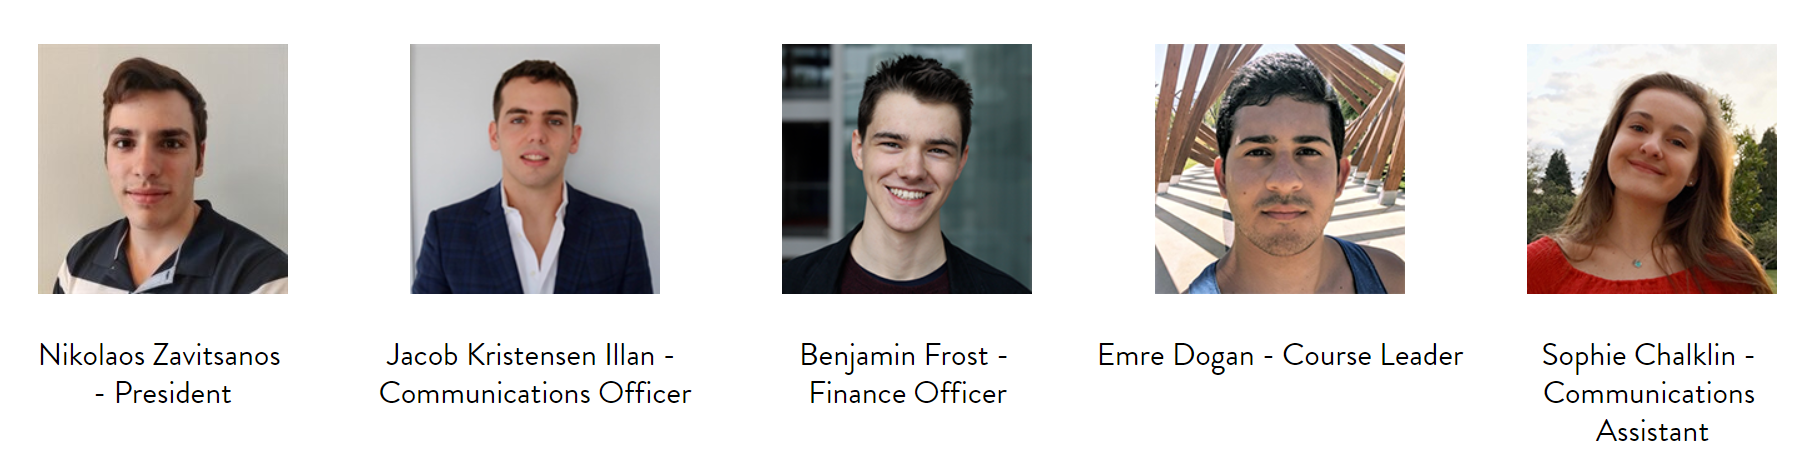 Nikolaos Zavitsanos
- President
Jacob Kristensen Illan -
Communications Officer
Benjamin Frost -
Finance Officer
Emre Dogan - Course Leader
Sophie Chalklin -
Communications
Assistant